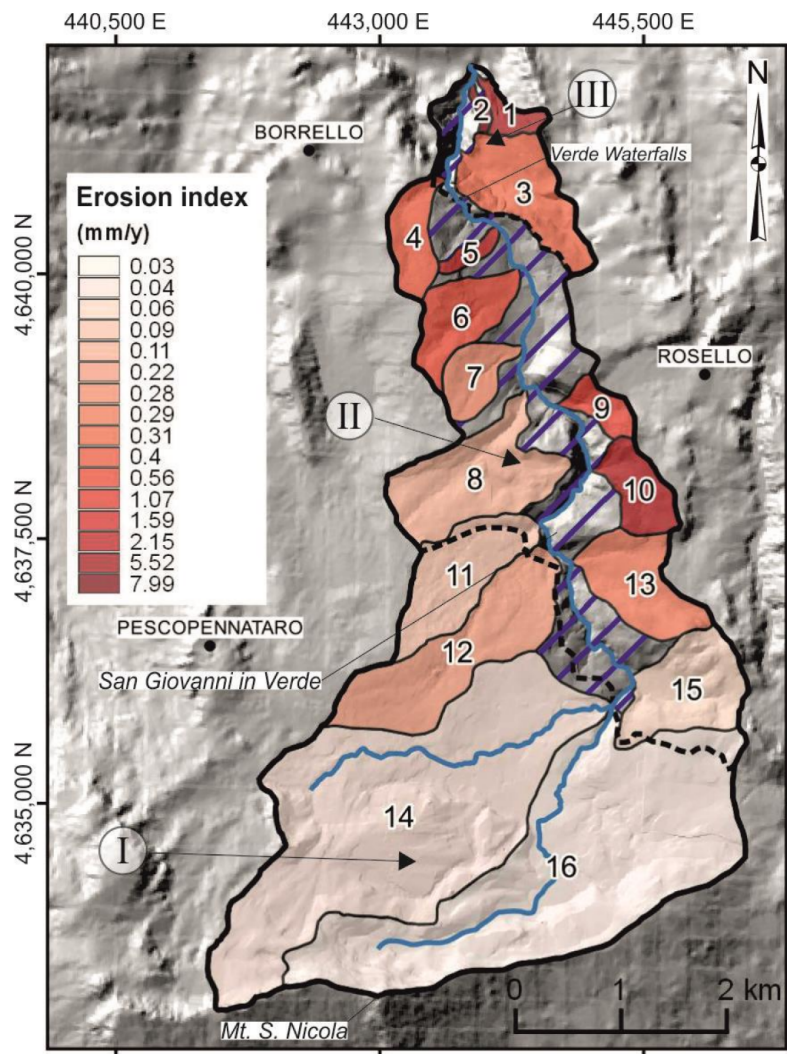 440,500 E
443,000 E
445,500 E
N
III
2
1
BORRELLO
Verde Waterfalls
Erosion index
(mm/y)
3
0.03
0.04
0.06
0.09
0.11
0.22
0.28
0.29
0.31
0.4
0.56
1.07
1.59
2.15
5.52
7.99
4
5
4,640,000 N
6
ROSELLO
7
9
II
8
10
4,637,500 N
11
13
PESCOPENNATARO
12
San Giovanni in Verde
15
14
4,635,000 N
I
16
0 1 2 km
Mt. S. Nicola